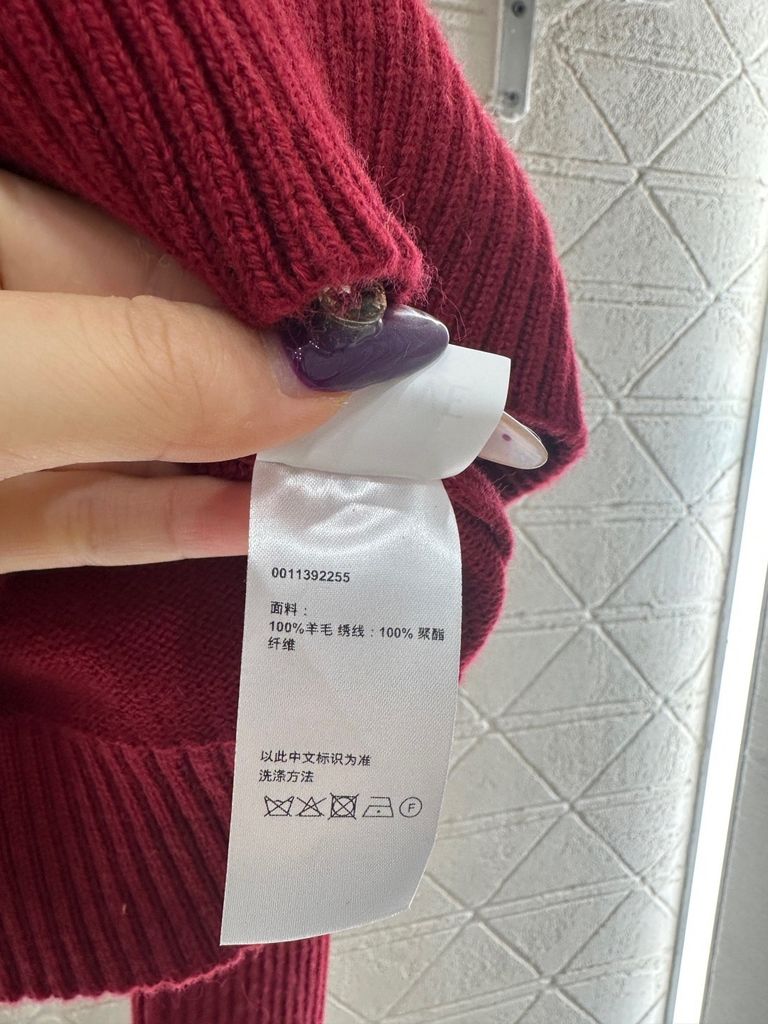 0011392255
面料：
100%羊毛 绣线：100% 聚酯
纤维
以此中文标识为准
洗涤方法
F